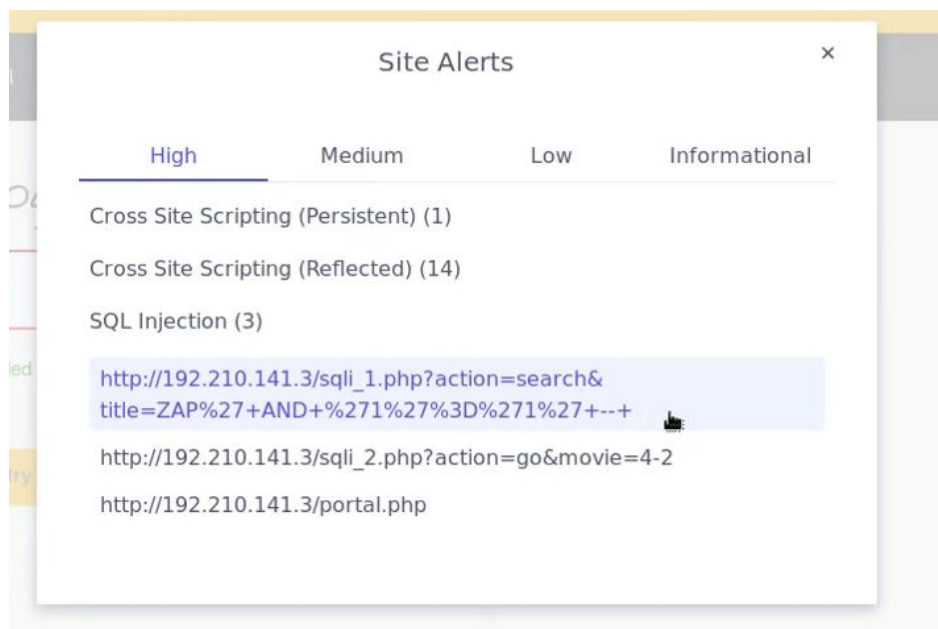 Site Alerts
×
High Medium Low Informational
Cross Site Scripting (Persistent) (1)
Cross Site Scripting (Reflected) (14)
SQL Injection (3)
http://192.210.141.3/sqli_1.php?action=search&
title=ZAP%27+AND+%271%27%3D%271%27+--+
http://192.210.141.3/sqli_2.php?action=go&movie=4-2
http://192.210.141.3/portal.php